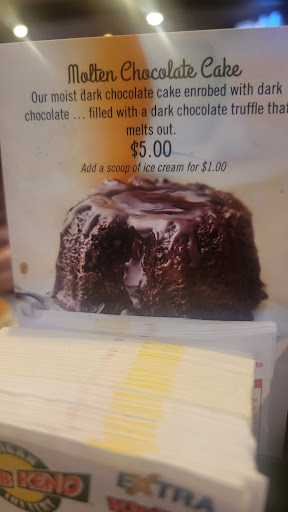 Molten Chocolate Cake
Our moist dark chocolate cake enrobed with dark
chocolate ... filled with a dark chocolate truffle that
melts out.
$5.00
Add a scoop of ice cream for $1.00
to
KENO
EXTRA